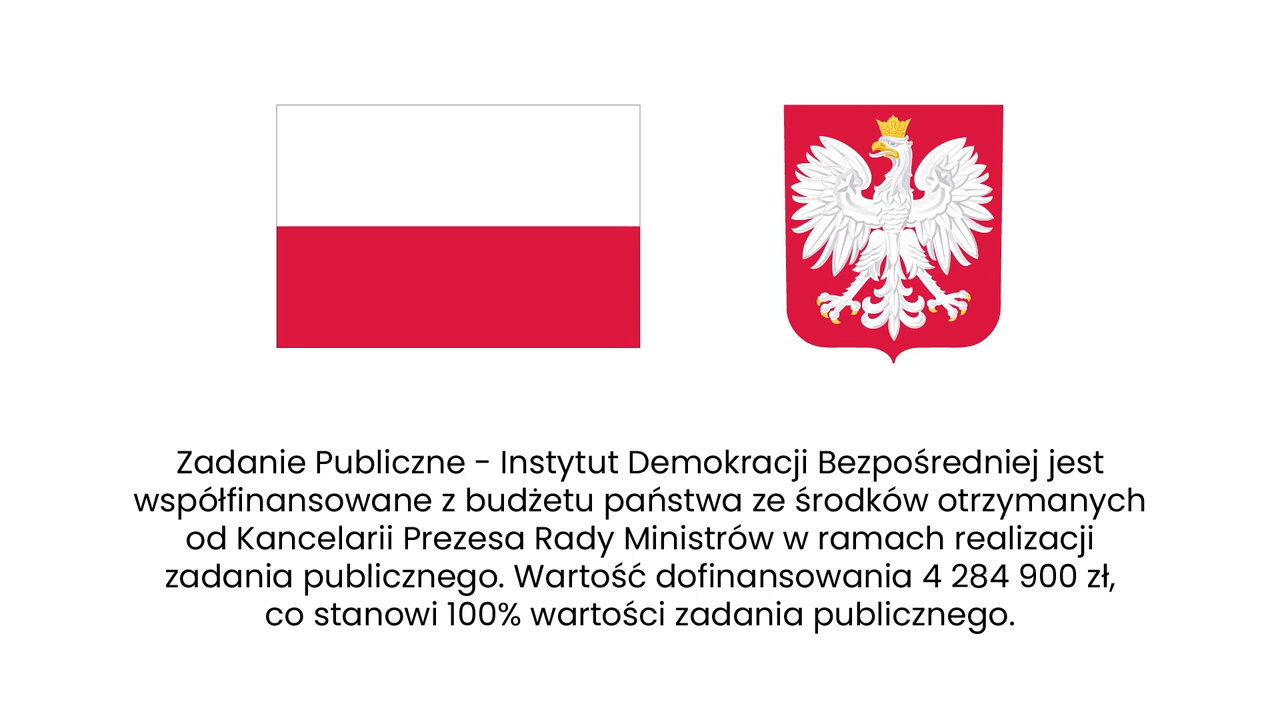 Zadanie Publiczne - Instytut Demokracji Bezpośredniej jest
współfinansowane z budżetu państwa ze środków otrzymanych
od Kancelarii Prezesa Rady Ministrów w ramach realizacji
zadania publicznego. Wartość dofinansowania 4 284 900 zł,
co stanowi 100% wartości zadania publicznego.